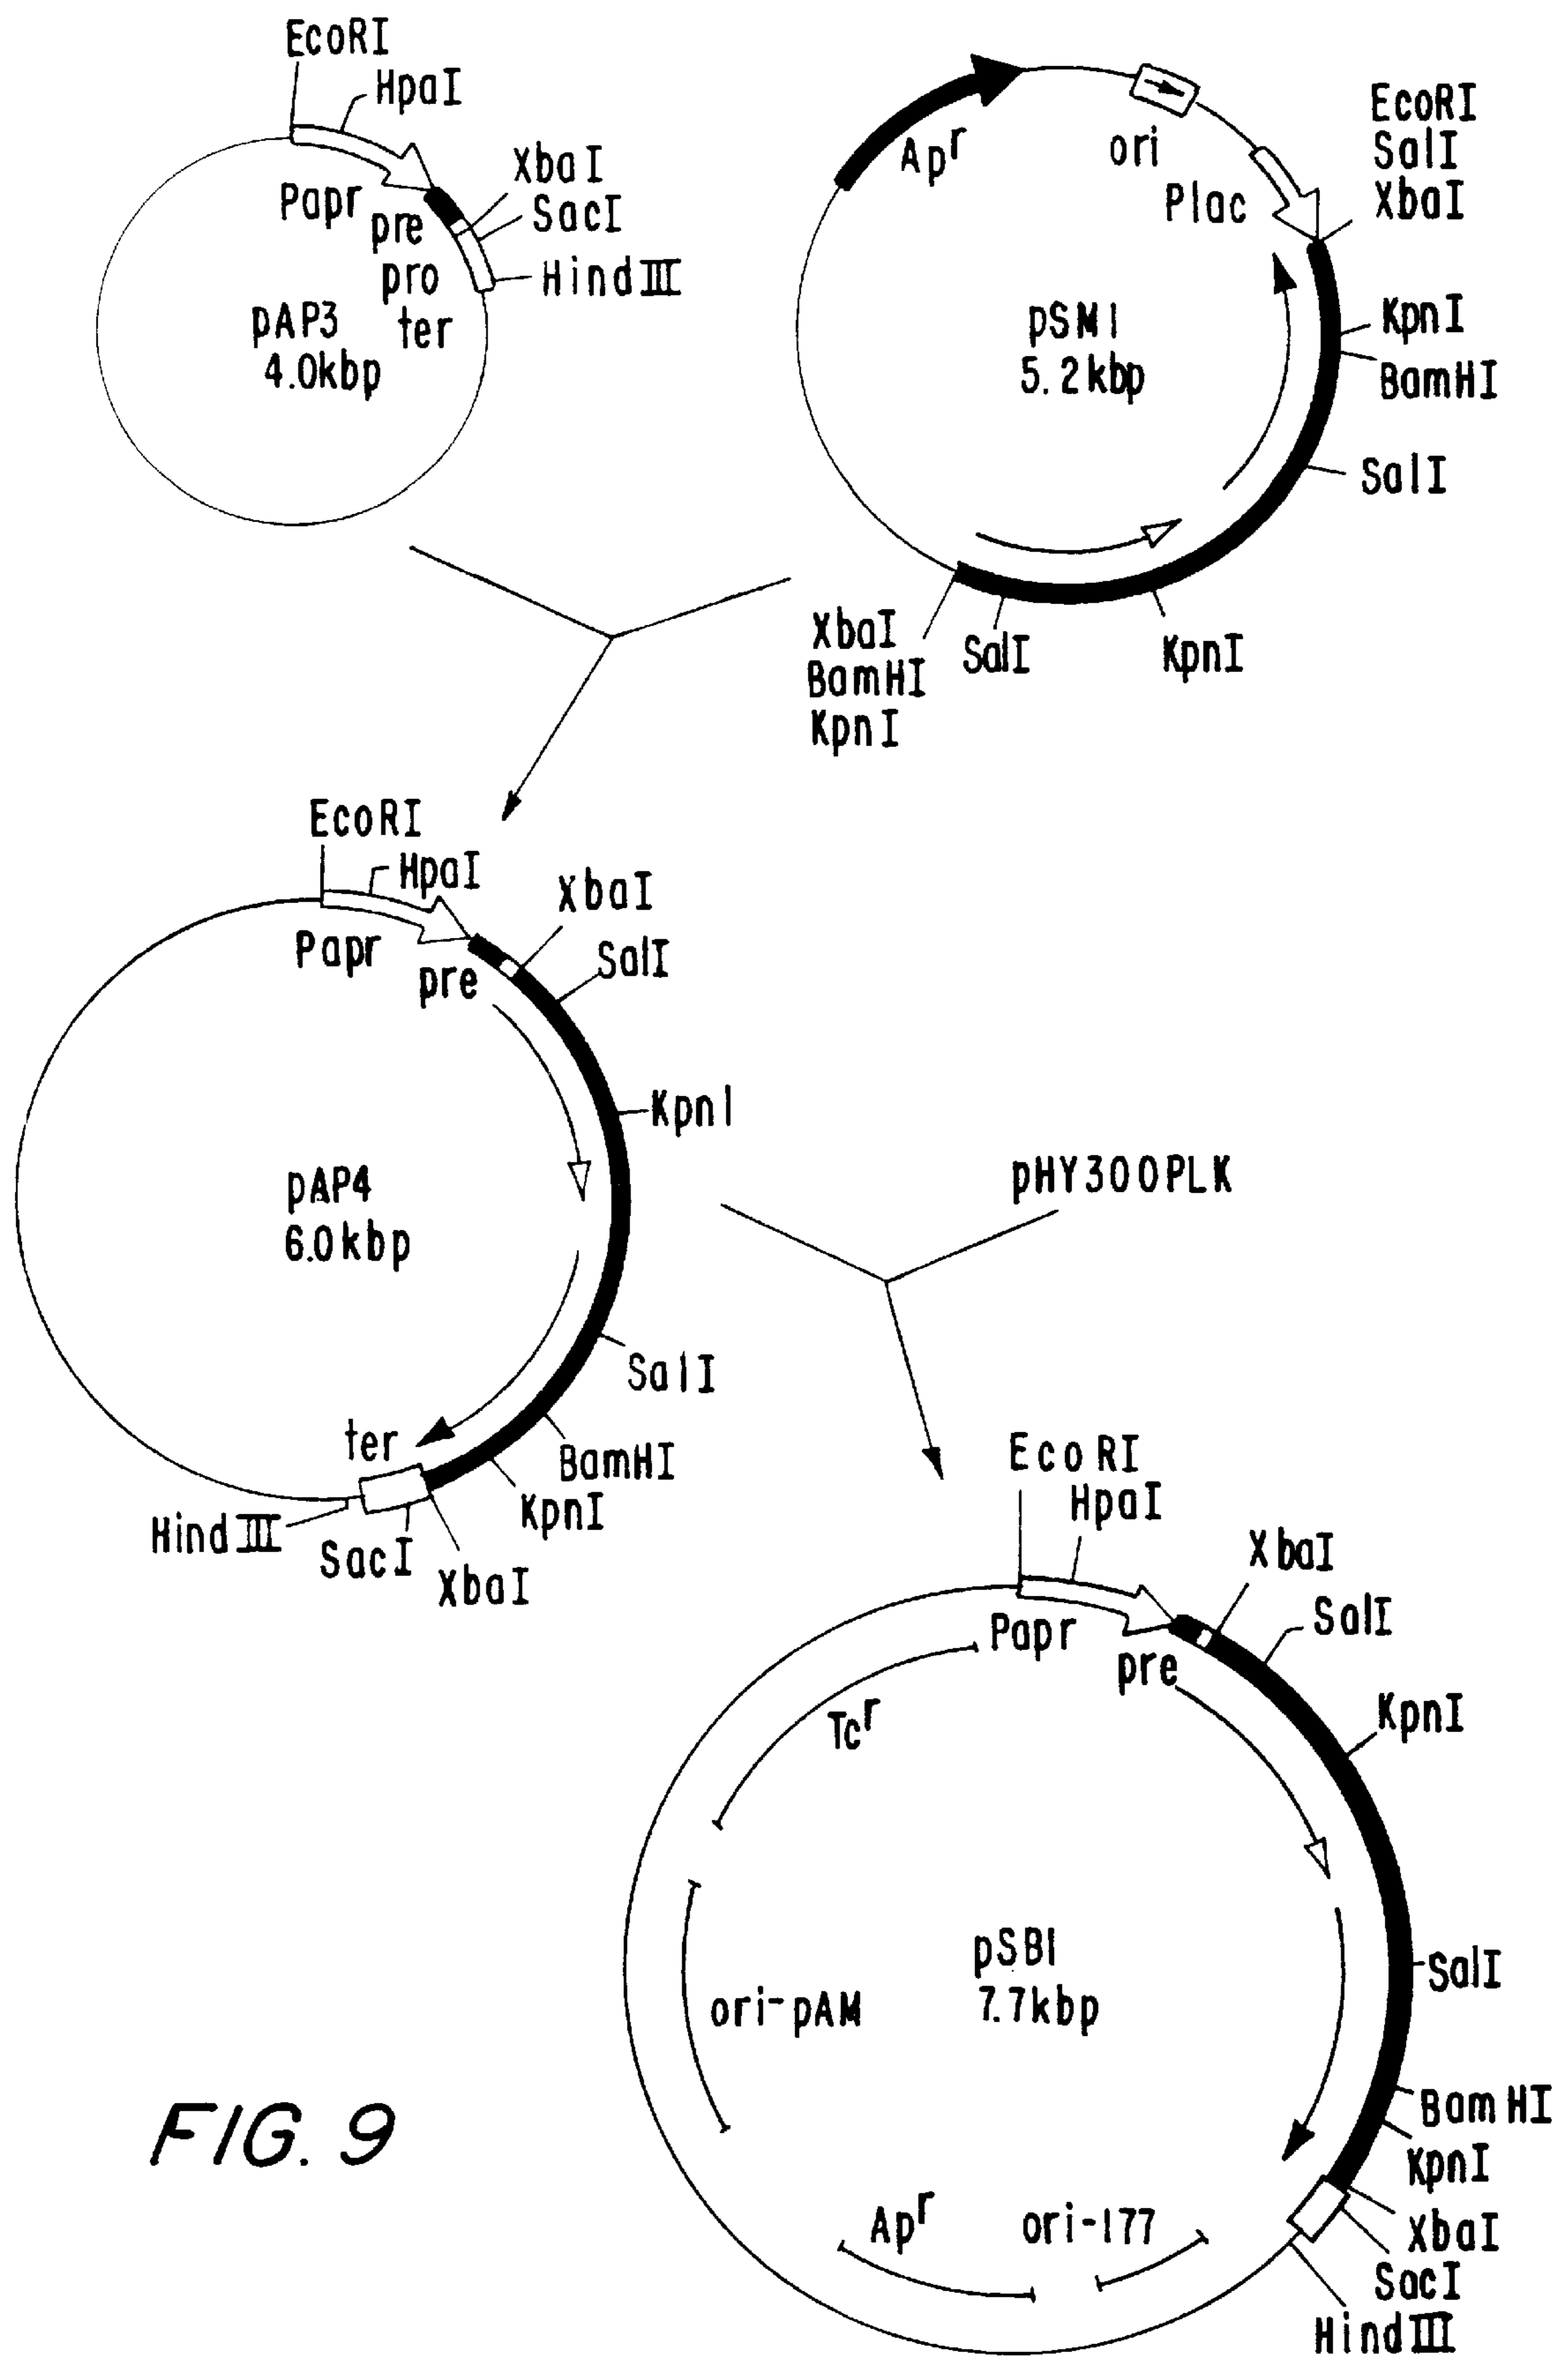 EcoRI
HpaI
XbaI
SacI
HindIII
Papr
pre
pro
ter
pAP3
4.0kbp
Apr
ori
Plac
EcoRI
SalI
XbaI
KpnI
BamHI
SalI
pSM1
5.2kbp
XbaI
BamHI
KpnI
SalI
KpnI
EcoRI
HpaI
XbaI
SalI
Papr
pre
KpnI
pAP4
6.0kbp
SalI
BamHI
KpnI
ter
HindIII
SacI
XbaI
pHY300PLK
EcoRI
HpaI
XbaI
SalI
Papr
pre
KpnI
Tcr
pSB1
7.7kbp
SalI
ori-pAM
BamHI
KpnI
Apr
ori-177
XbaI
SacI
HindIII
FIG. 9